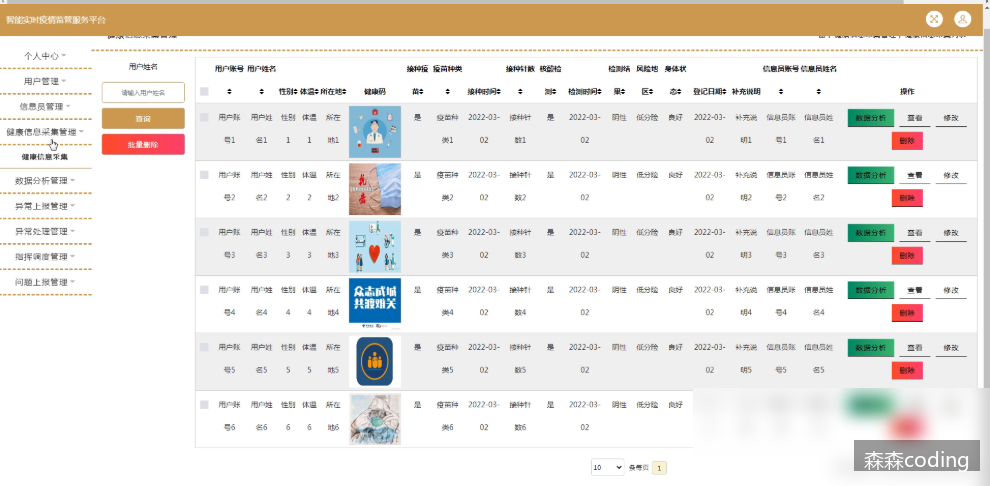 智能实时疫情监管服务平台
个人中心
用户管理
信息员管理
健康信息采集管理
健康信息采集
数据分析管理
异常上报管理
异常处理管理
指挥调度管理
问题上报管理
用户姓名
请输入用户姓名
查询
批量删除
用户账号 用户姓名 性别 体温 所在地 健康码 接种疫苗 疫苗种类 接种时间 接种针数 核酸检测 检测时间 检测结果 风险地区 身体状态 登记日期 补充说明 信息员账号 信息员姓名 操作
用户账号1 用户姓名1 性别1 体温1 所在地1 是 疫苗种类1 2022-03-02 接种针数1 是 2022-03-02 阴性 低分险 良好 2022-03-02 补充说明1 信息员账号1 信息员姓名1 数据分析 查看 修改 删除
用户账号2 用户姓名2 性别2 体温2 所在地2 是 疫苗种类2 2022-03-02 接种针数2 是 2022-03-02 阴性 低分险 良好 2022-03-02 补充说明2 信息员账号2 信息员姓名2 数据分析 查看 修改 删除
用户账号3 用户姓名3 性别3 体温3 所在地3 是 疫苗种类3 2022-03-02 接种针数3 是 2022-03-02 阴性 低分险 良好 2022-03-02 补充说明3 信息员账号3 信息员姓名3 数据分析 查看 修改 删除
用户账号4 用户姓名4 性别4 体温4 所在地4 众志成城 共渡难关 是 疫苗种类4 2022-03-02 接种针数4 是 2022-03-02 阴性 低分险 良好 2022-03-02 补充说明4 信息员账号4 信息员姓名4 数据分析 查看 修改 删除
用户账号5 用户姓名5 性别5 体温5 所在地5 是 疫苗种类5 2022-03-02 接种针数5 是 2022-03-02 阴性 低分险 良好 2022-03-02 补充说明5 信息员账号5 信息员姓名5 数据分析 查看 修改 删除
用户账号6 用户姓名6 性别6 体温6 所在地6 是 疫苗种类6 2022-03-02 接种针数6 是 2022-03-02 阴性 低分险 良好
10 条每页 1
森森coding